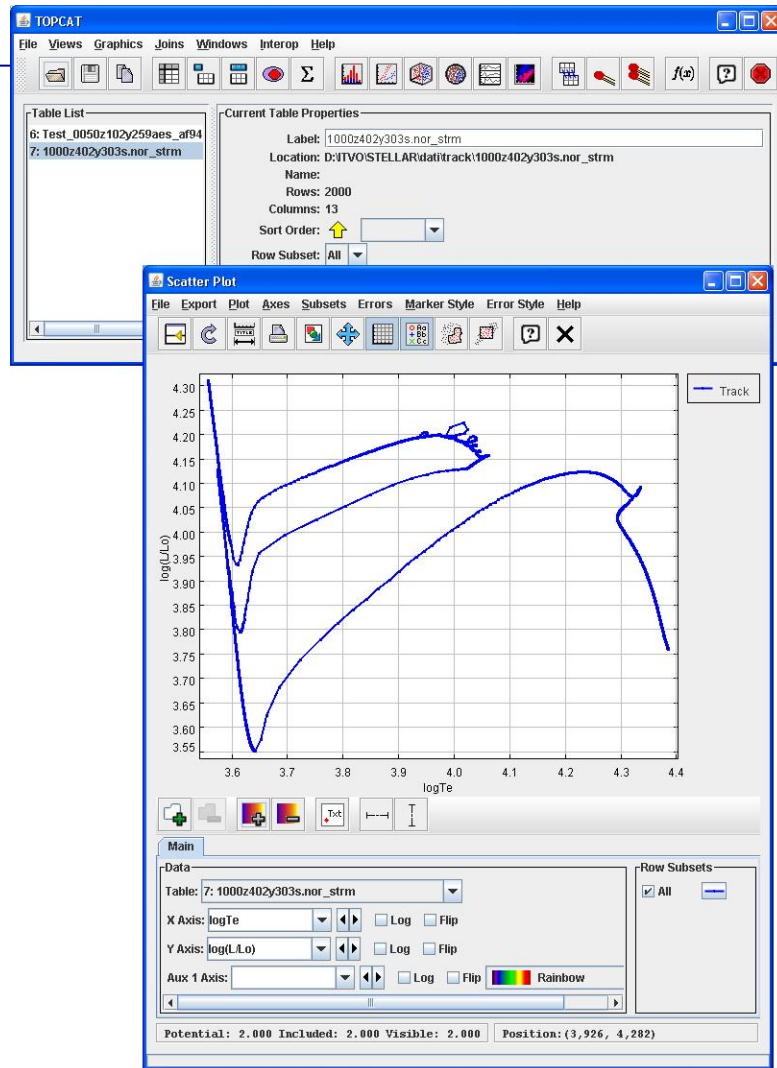 TOPCAT
File Views Graphics Joins Windows Interop Help
Σ f(x) ?
Table List
6: Test_0050z102y259aes_af94
7: 1000z402y303s.nor_strm
Current Table Properties
Label: 1000z402y303s.nor_strm
Location: D:\ITVO\STELLAR\dati\track\1000z402y303s.nor_strm
Name:
Rows: 2000
Columns: 13
Sort Order:
Row Subset: All
Scatter Plot
File Export Plot Axes Subsets Errors Marker Style Error Style Help
TITLE
Track
4.30
4.25
4.20
4.15
4.10
4.05
4.00
3.95
3.90
3.85
3.80
3.75
3.70
3.65
3.60
3.55
log(L/Lo)
3.6 3.7 3.8 3.9 4.0 4.1 4.2 4.3 4.4
logTe
Txt
Main
Data
Table: 7: 1000z402y303s.nor_strm
X Axis: logTe Log Flip
Y Axis: log(L/Lo) Log Flip
Aux 1 Axis: Log Flip Rainbow
Row Subsets
All
Potential: 2.000 Included: 2.000 Visible: 2.000 Position:(3,926, 4,282)